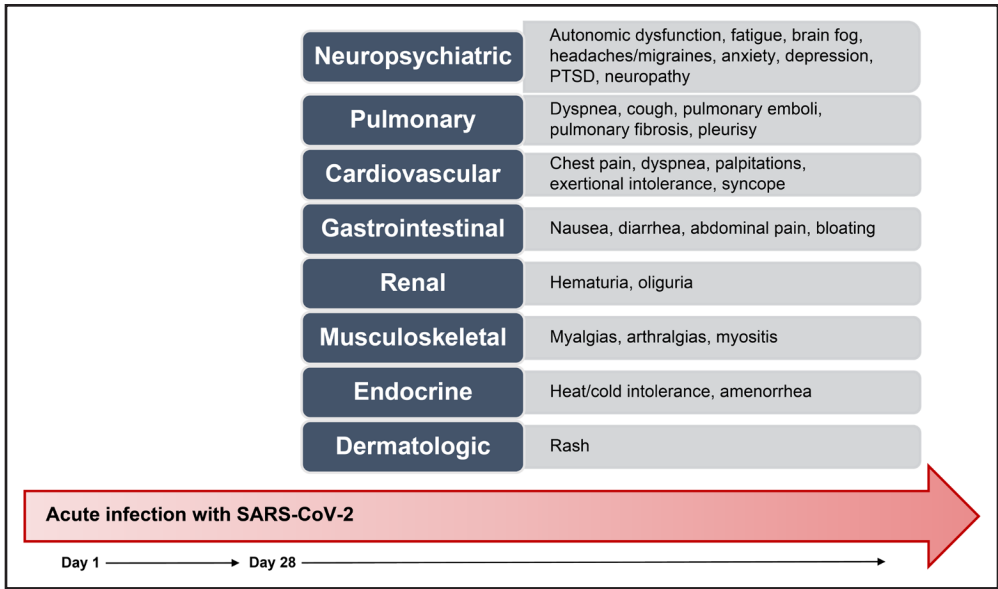 Neuropsychiatric
Autonomic dysfunction, fatigue, brain fog,
headaches/migraines, anxiety, depression,
PTSD, neuropathy
Pulmonary
Dyspnea, cough, pulmonary emboli,
pulmonary fibrosis, pleurisy
Cardiovascular
Chest pain, dyspnea, palpitations,
exertional intolerance, syncope
Gastrointestinal
Nausea, diarrhea, abdominal pain, bloating
Renal
Hematuria, oliguria
Musculoskeletal
Myalgias, arthralgias, myositis
Endocrine
Heat/cold intolerance, amenorrhea
Dermatologic
Rash
Acute infection with SARS-CoV-2
Day 1
Day 28